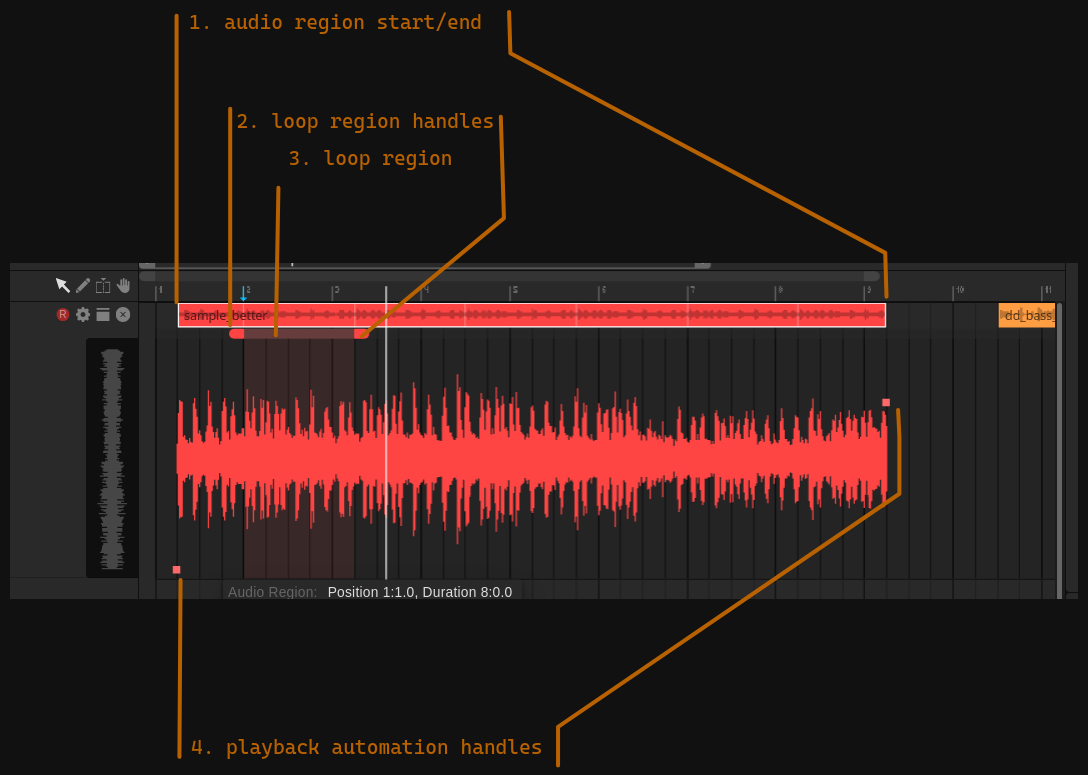 1. audio region start/end
2. loop region handles
3. loop region
1 2 3 4 5 6 7 8 9 10 11
R
sample_better
dd_bass
Audio Region: Position 1:1.0, Duration 8:0.0
4. playback automation handles